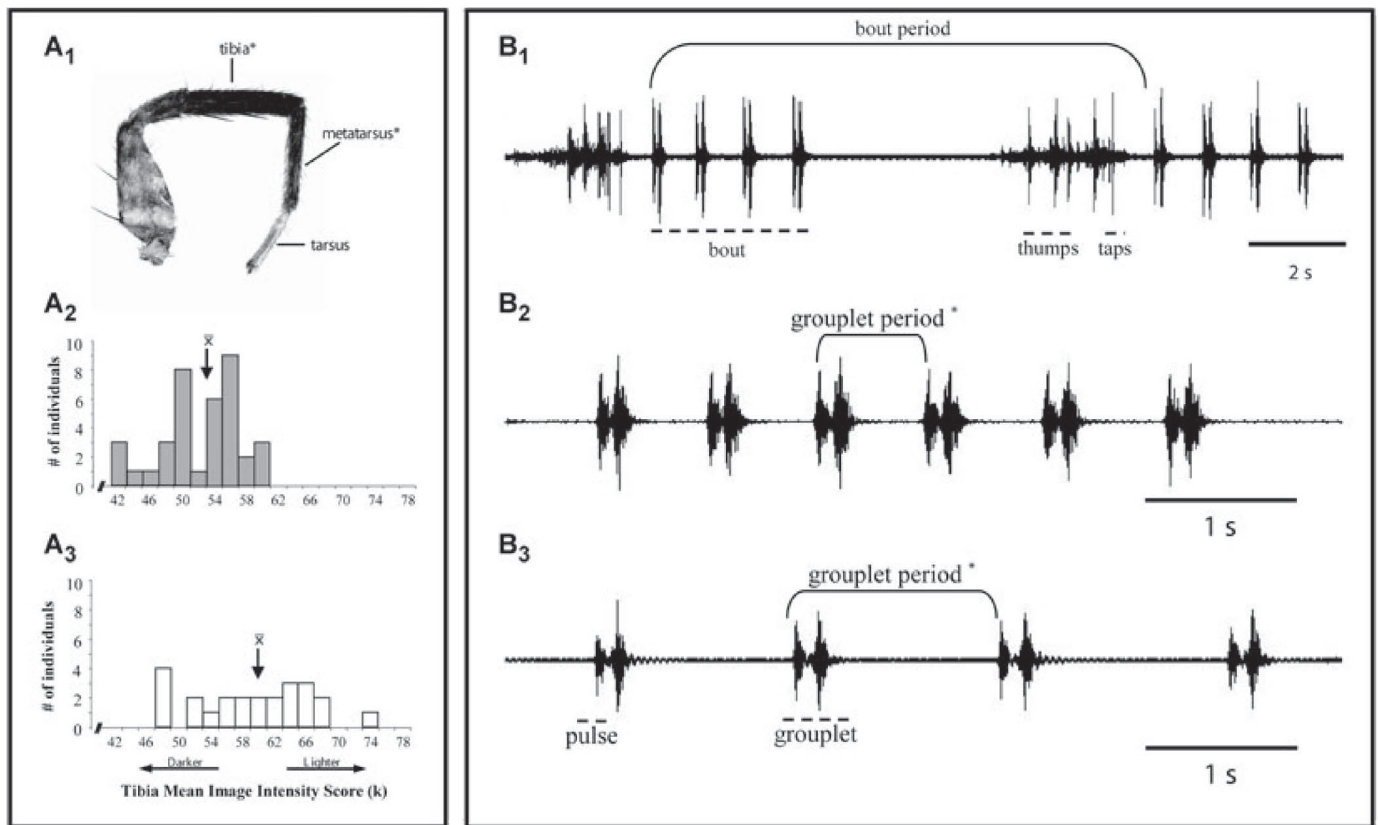 A1
tibia*
metatarsus*
tarsus
A2
x̅
# of individuals
10
8
6
4
2
0
42 46 50 54 58 62 66 70 74 78
A3
x̅
# of individuals
10
8
6
4
2
0
42 46 50 54 58 62 66 70 74 78
Darker Lighter
Tibia Mean Image Intensity Score (k)
B1
bout period
bout
thumps taps
2 s
B2
grouplet period *
1 s
B3
grouplet period *
pulse
grouplet
1 s